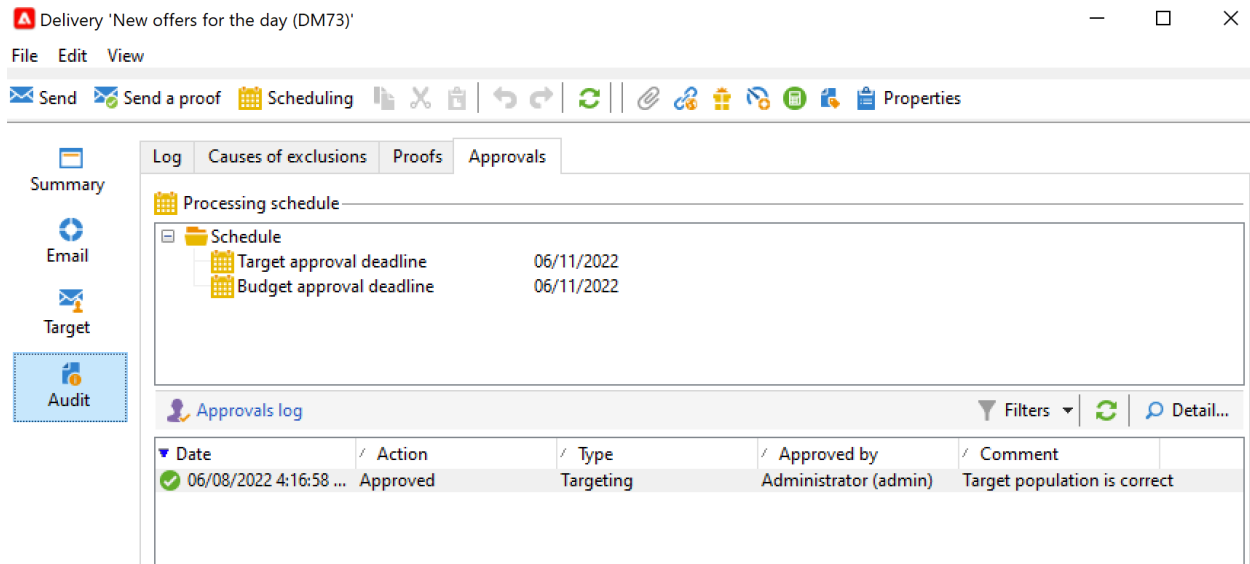 Delivery 'New offers for the day (DM73)'
File Edit View
Send Send a proof Scheduling Properties
Summary
Email
Target
Audit
Log Causes of exclusions Proofs Approvals
Processing schedule
Schedule
Target approval deadline 06/11/2022
Budget approval deadline 06/11/2022
Approvals log Filters Detail...
Date Action Type Approved by Comment
06/08/2022 4:16:58 ... Approved Targeting Administrator (admin) Target population is correct